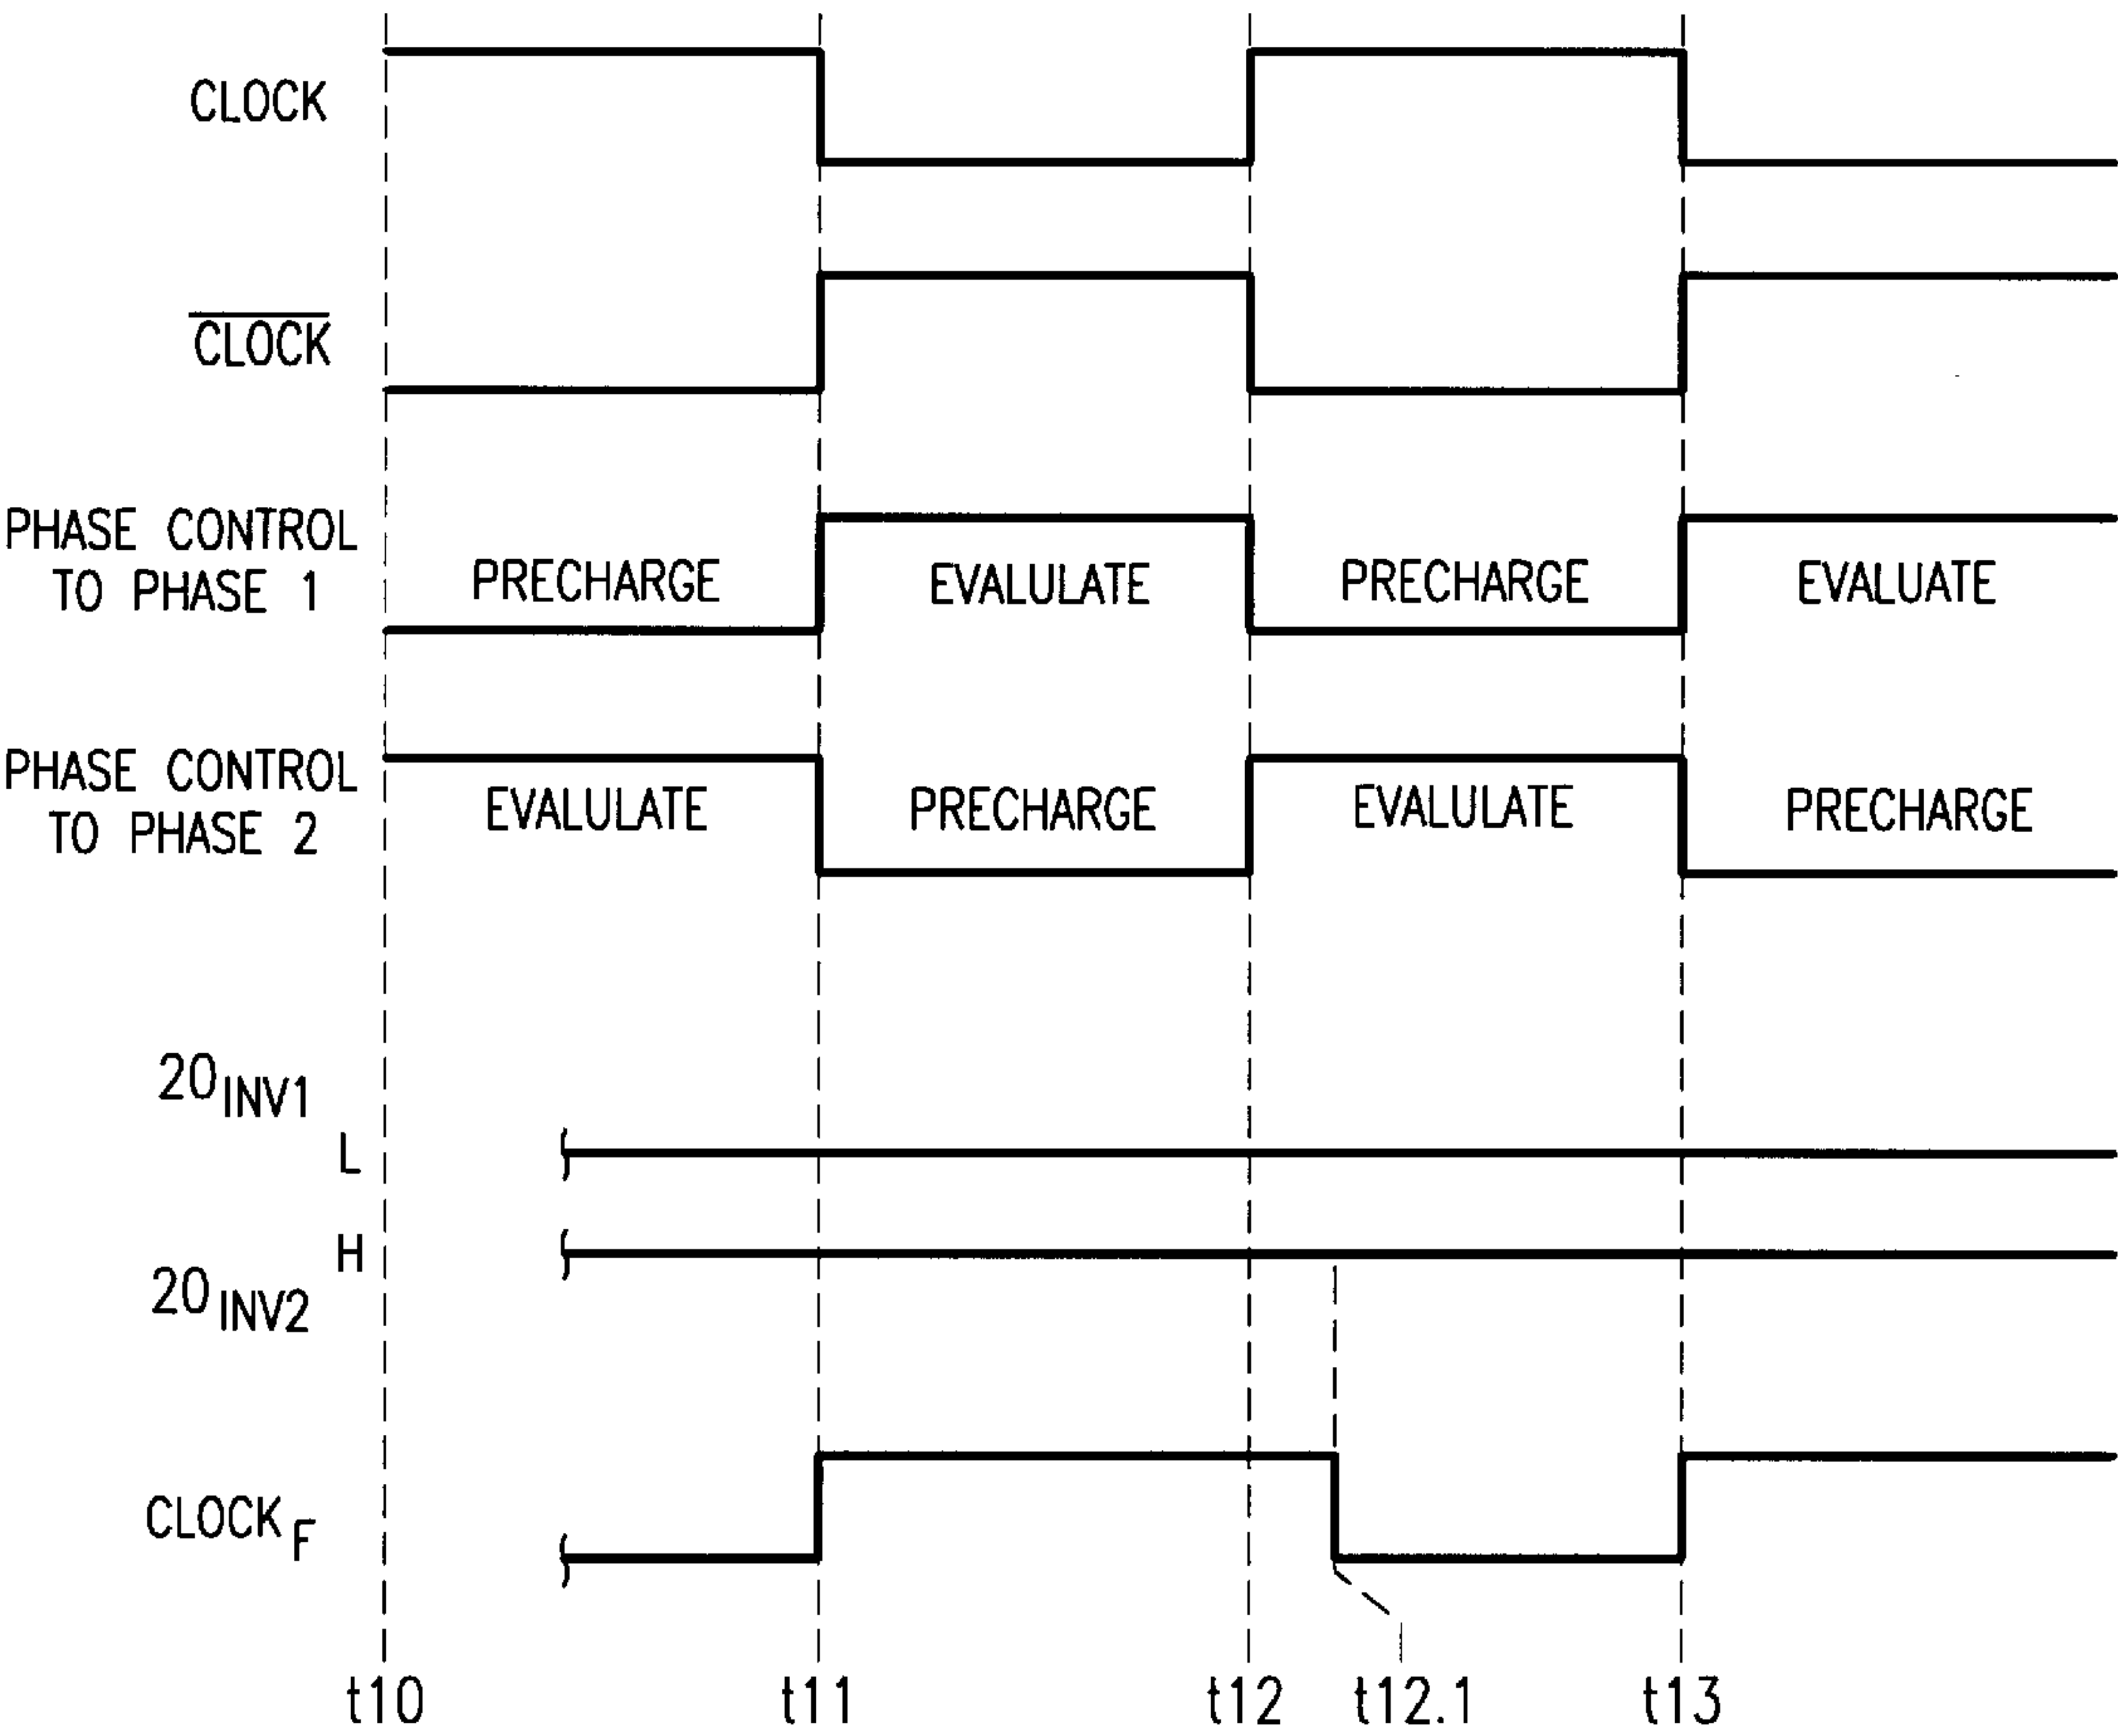 CLOCK
CLOCK
PHASE CONTROL
TO PHASE 1
PRECHARGE EVALULATE PRECHARGE EVALUATE
PHASE CONTROL
TO PHASE 2
EVALULATE PRECHARGE EVALULATE PRECHARGE
20INV1
L
H
20INV2
CLOCKF
t10 t11 t12 t12.1 t13